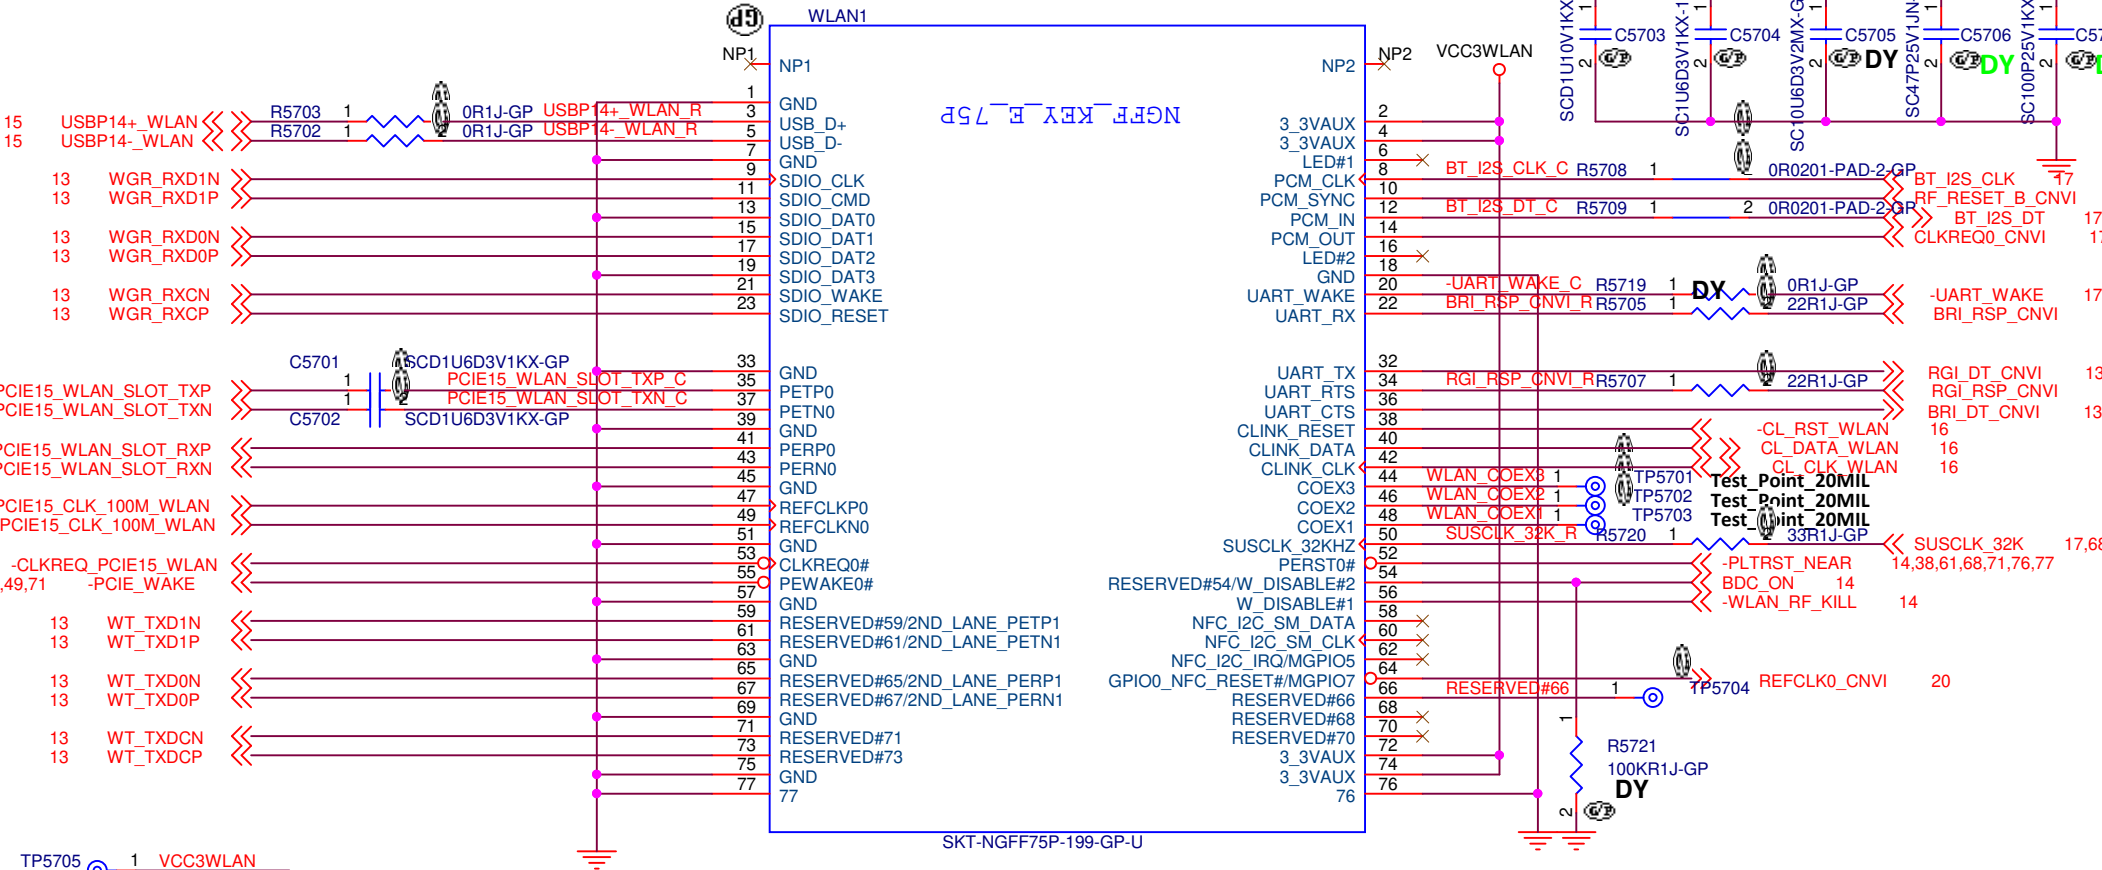 WLAN1
NP1 NP1 NP2 NP2 VCC3WLAN
NGFF_KEY_E_75P
C5703 C5704 C5705 DY C5706 DY
SC1U6D3V1KX-1
SC10U6D3V2MX-G
SC47P25V1JN-
SC100P25V1KX
SCD1U10V1KX
1 2 1 2 1 2 1 2 1 2
1 GND
15 USBP14+_WLAN R5703 1 0R1J-GP USBP14+_WLAN_R 3 USB_D+
15 USBP14-_WLAN R5702 1 2 0R1J-GP USBP14-_WLAN_R 5 USB_D-
7 GND
13 WGR_RXD1N 9 SDIO_CLK
13 WGR_RXD1P 11 SDIO_CMD
13 SDIO_DAT0
13 WGR_RXD0N 15 SDIO_DAT1
13 WGR_RXD0P 17 SDIO_DAT2
19 SDIO_DAT3
13 WGR_RXCN 21 SDIO_WAKE
13 WGR_RXCP 23 SDIO_RESET
33 GND
C5701 SCD1U6D3V1KX-GP
PCIE15_WLAN_SLOT_TXP 1 PCIE15_WLAN_SLOT_TXP_C 35 PETP0
PCIE15_WLAN_SLOT_TXN 1 2 PCIE15_WLAN_SLOT_TXN_C 37 PETN0
C5702 SCD1U6D3V1KX-GP
39 GND
PCIE15_WLAN_SLOT_RXP 41 PERP0
PCIE15_WLAN_SLOT_RXN 43 PERN0
45 GND
PCIE15_CLK_100M_WLAN 47 REFCLKP0
PCIE15_CLK_100M_WLAN 49 REFCLKN0
51 GND
-CLKREQ_PCIE15_WLAN 53 CLKREQ0#
,49,71 -PCIE_WAKE 55 PEWAKE0#
57 GND
13 WT_TXD1N 59 RESERVED#59/2ND_LANE_PETP1
13 WT_TXD1P 61 RESERVED#61/2ND_LANE_PETN1
63 GND
13 WT_TXD0N 65 RESERVED#65/2ND_LANE_PERP1
13 WT_TXD0P 67 RESERVED#67/2ND_LANE_PERN1
69 GND
13 WT_TXDCN 71 RESERVED#71
13 WT_TXDCP 73 RESERVED#73
75 GND
77 77
3_3VAUX 2
3_3VAUX 4
LED#1 6
PCM_CLK 8 BT_I2S_CLK_C R5708 1 0R0201-PAD-2-GP BT_I2S_CLK 17
PCM_SYNC 10 RF_RESET_B_CNVI
PCM_IN 12 BT_I2S_DT_C R5709 1 2 0R0201-PAD-2-GP BT_I2S_DT 17
PCM_OUT 14 CLKREQ0_CNVI 17
LED#2 16
GND 18
UART_WAKE 20 -UART_WAKE_C R5719 1 DY 0R1J-GP -UART_WAKE 17
UART_RX 22 BRI_RSP_CNVI_R R5705 1 22R1J-GP BRI_RSP_CNVI
UART_TX 32 RGI_DT_CNVI 13
UART_RTS 34 RGI_RSP_CNVI_R R5707 1 22R1J-GP RGI_RSP_CNVI
UART_CTS 36 BRI_DT_CNVI 13
CLINK_RESET 38 -CL_RST_WLAN 16
CLINK_DATA 40 CL_DATA_WLAN 16
CLINK_CLK 42 CL_CLK_WLAN 16
COEX3 44 WLAN_COEX3 1 TP5701 Test_Point_20MIL
COEX2 46 WLAN_COEX2 1 TP5702 Test_Point_20MIL
COEX1 48 WLAN_COEX1 1 TP5703 Test_Point_20MIL
SUSCLK_32KHZ 50 SUSCLK_32K_R R5720 1 33R1J-GP SUSCLK_32K 17,68
PERST0# 52 -PLTRST_NEAR 14,38,61,68,71,76,77
RESERVED#54/W_DISABLE#2 54 BDC_ON 14
W_DISABLE#1 56 -WLAN_RF_KILL 14
NFC_I2C_SM_DATA 58
NFC_I2C_SM_CLK 60
NFC_I2C_IRQ/MGPIO5 62
GPIO0_NFC_RESET#/MGPIO7 64 REFCLK0_CNVI 20
RESERVED#66 66 RESERVED#66 1 TP5704
RESERVED#68 68
RESERVED#70 70
3_3VAUX 72
3_3VAUX 74
76 76
1 R5721
100KR1J-GP
DY
2
SKT-NGFF75P-199-GP-U
TP5705 1 VCC3WLAN